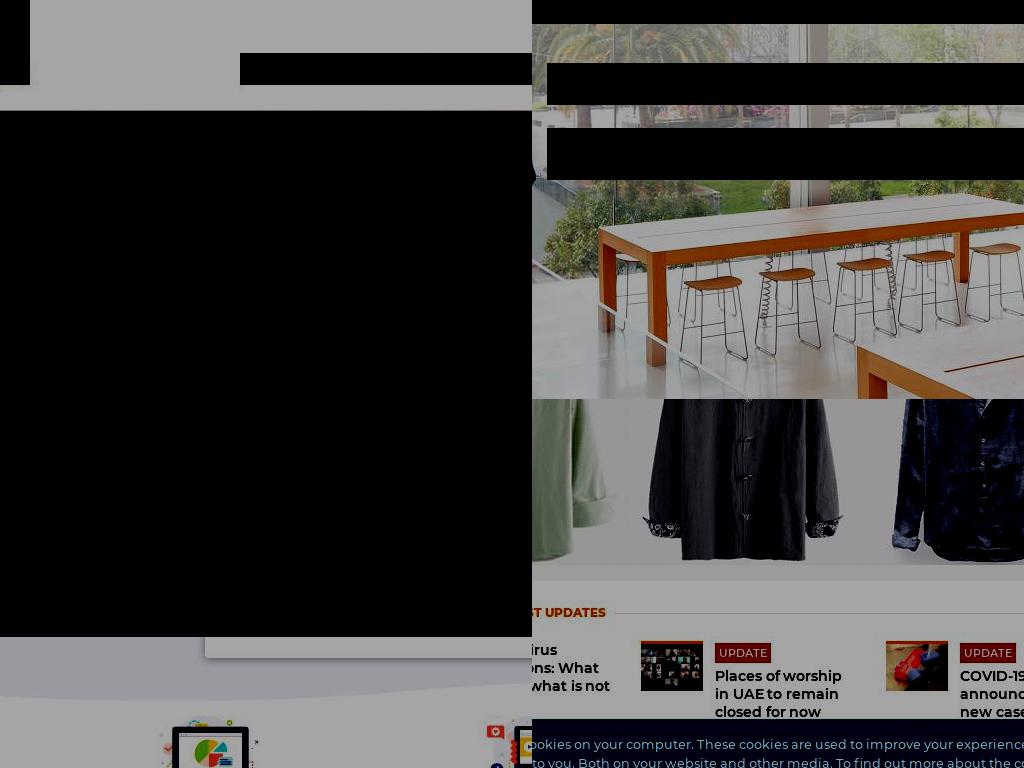 ST UPDATES
irus
ons: What
what is not
UPDATE
Places of worship
in UAE to remain
closed for now
UPDATE
COVID-19
announc
new case
ookies on your computer. These cookies are used to improve your experience
to you. Both on your website and other media. To find out more about the co